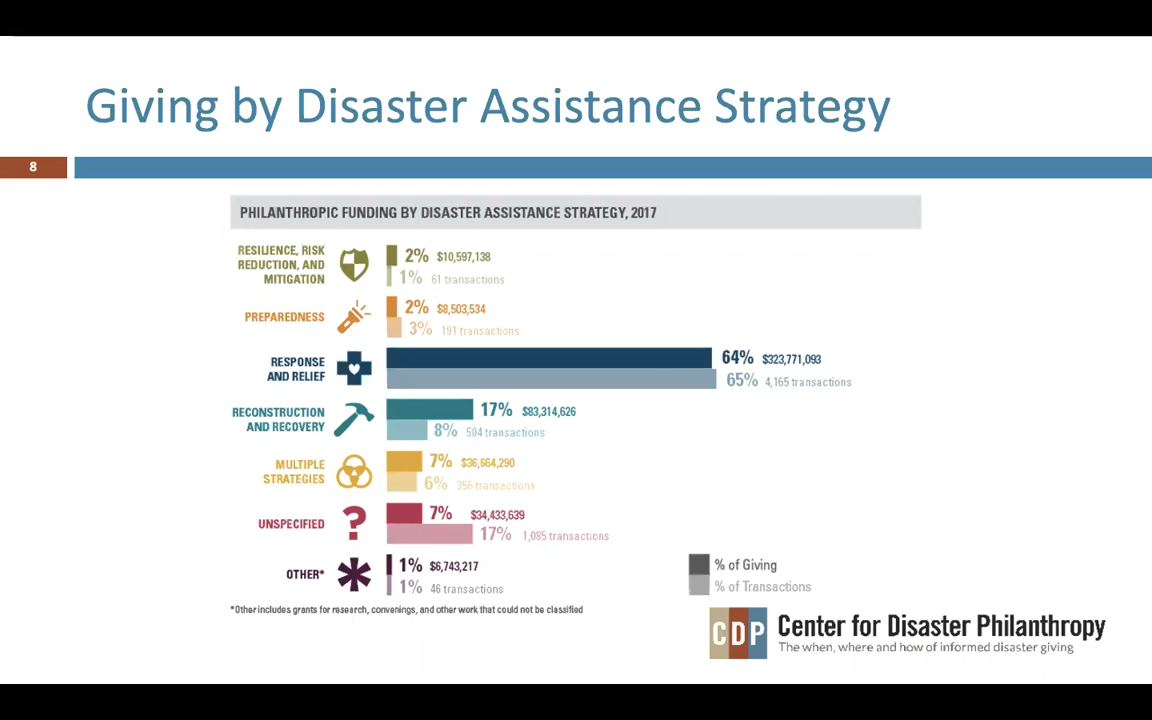 Giving by Disaster Assistance Strategy
8
PHILANTHROPIC FUNDING BY DISASTER ASSISTANCE STRATEGY, 2017
RESILIENCE, RISK
REDUCTION, AND
MITIGATION
2% $10,597,138
1% 61 transactions
PREPAREDNESS
2% $8,503,534
3% 191 transactions
RESPONSE
AND RELIEF
64% $323,771,093
65% 4,165 transactions
RECONSTRUCTION
AND RECOVERY
17% $83,314,626
8% 504 transactions
MULTIPLE
STRATEGIES
7% $36,664,290
6% 356 transactions
UNSPECIFIED
?
7% $34,433,639
17% 1,085 transactions
OTHER*
1% $6,743,217
1% 46 transactions
% of Giving
% of Transactions
*Other includes grants for research, convenings, and other work that could not be classified
CDP Center for Disaster Philanthropy
The when, where and how of informed disaster giving